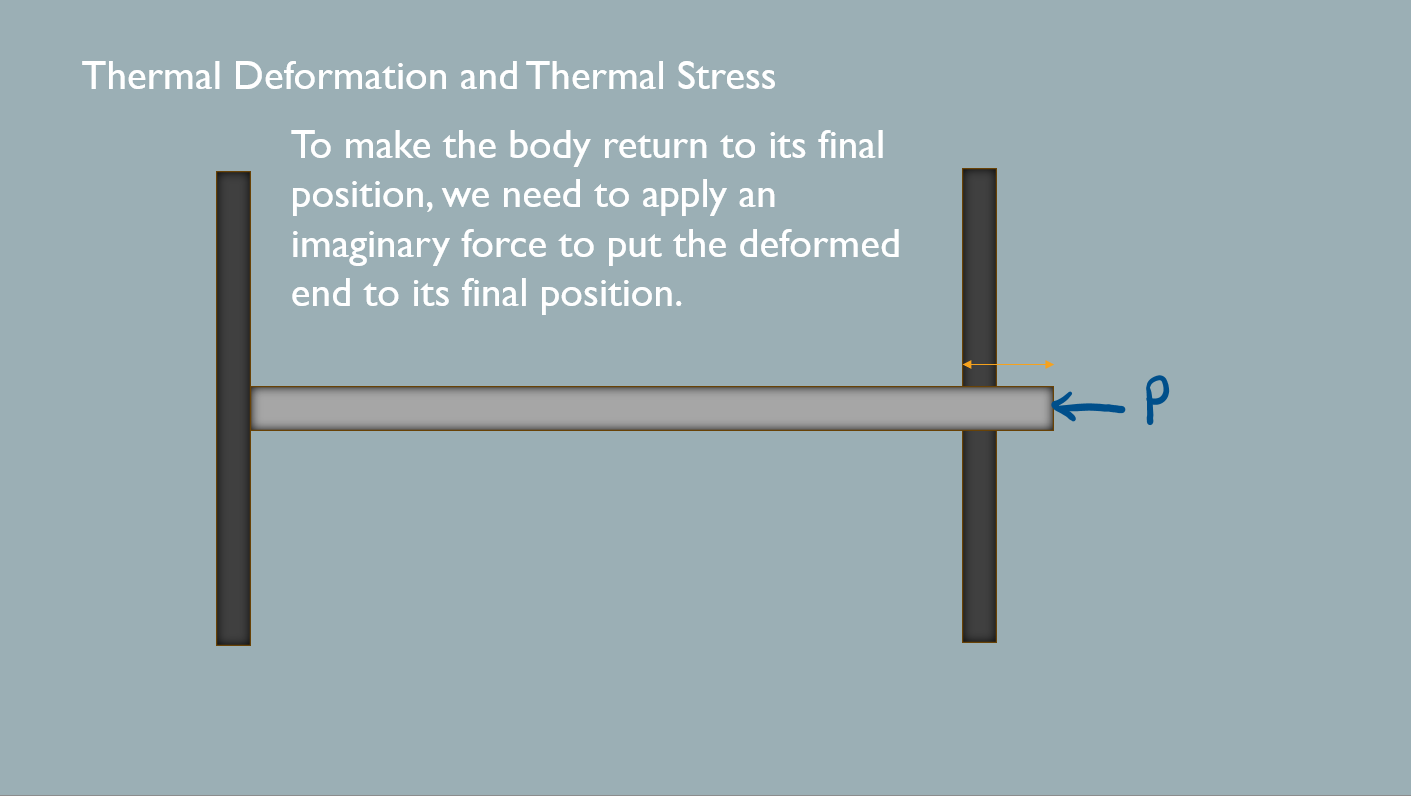 Thermal Deformation and Thermal Stress
To make the body return to its final
position, we need to apply an
imaginary force to put the deformed
end to its final position.
P